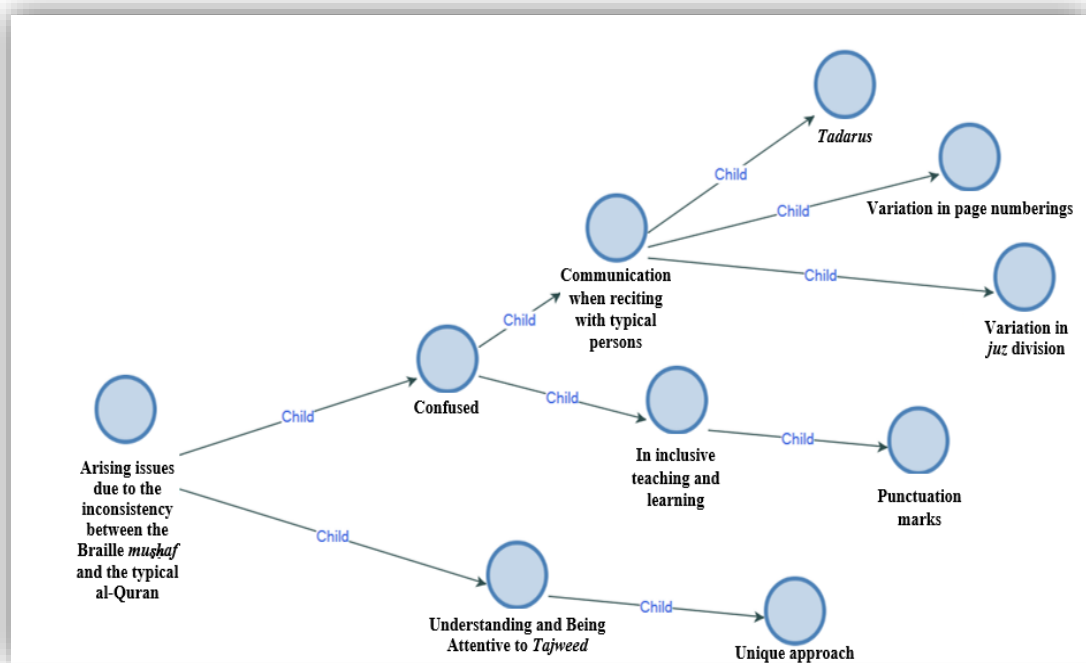 Tadarus
Child
Variation in page numberings
Child
Communication
when reciting
with typical
persons
Child
Variation in
juz division
Child
Confused
Child
Child
In inclusive
teaching and
learning
Child
Punctuation
marks
Arising issues
due to the
inconsistency
between the
Braille muṣḥaf
and the typical
al-Quran
Child
Understanding and Being
Attentive to Tajweed
Child
Unique approach